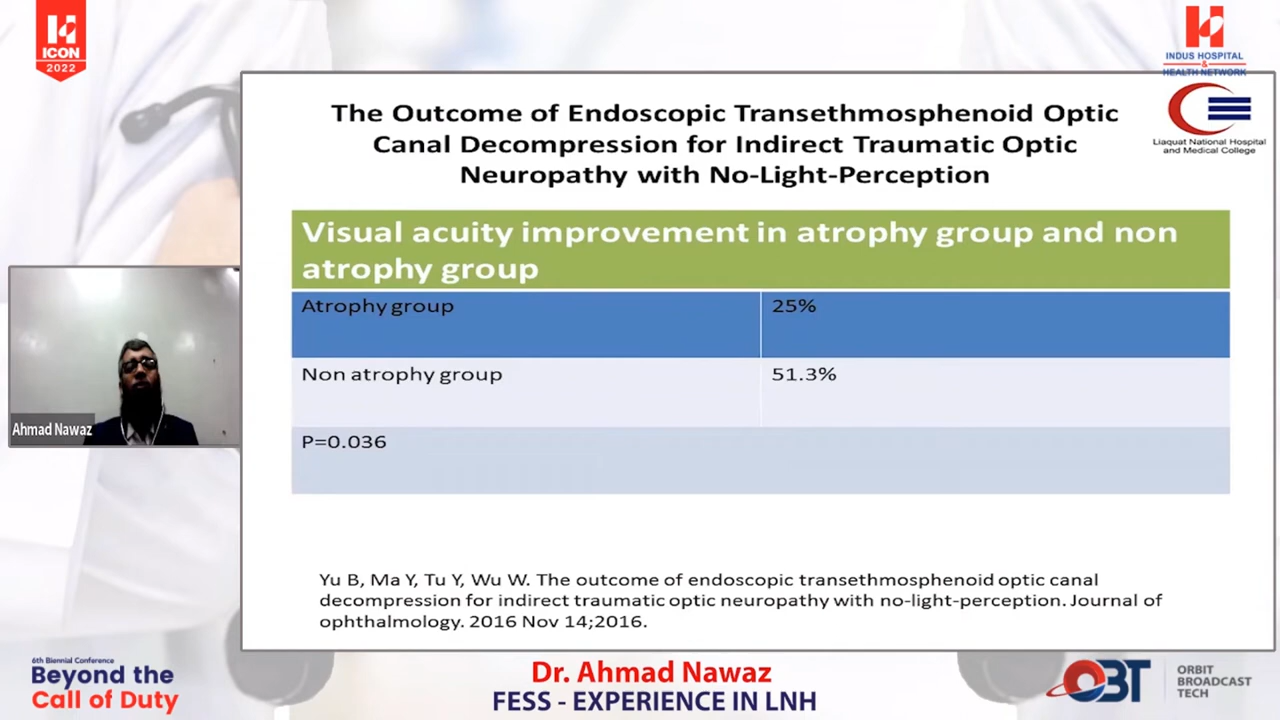 ICON
2022
INDUS HOSPITAL
&
HEALTH NETWORK
Liaquat National Hospital
and Medical College
The Outcome of Endoscopic Transethmosphenoid Optic
Canal Decompression for Indirect Traumatic Optic
Neuropathy with No-Light-Perception
Visual acuity improvement in atrophy group and non
atrophy group
Atrophy group 25%
Non atrophy group 51.3%
P=0.036
Ahmad Nawaz
Yu B, Ma Y, Tu Y, Wu W. The outcome of endoscopic transethmosphenoid optic canal
decompression for indirect traumatic optic neuropathy with no-light-perception. Journal of
ophthalmology. 2016 Nov 14;2016.
6th Biennial Conference
Beyond the
Call of Duty
Dr. Ahmad Nawaz
FESS - EXPERIENCE IN LNH
OBT
ORBIT
BROADCAST
TECH